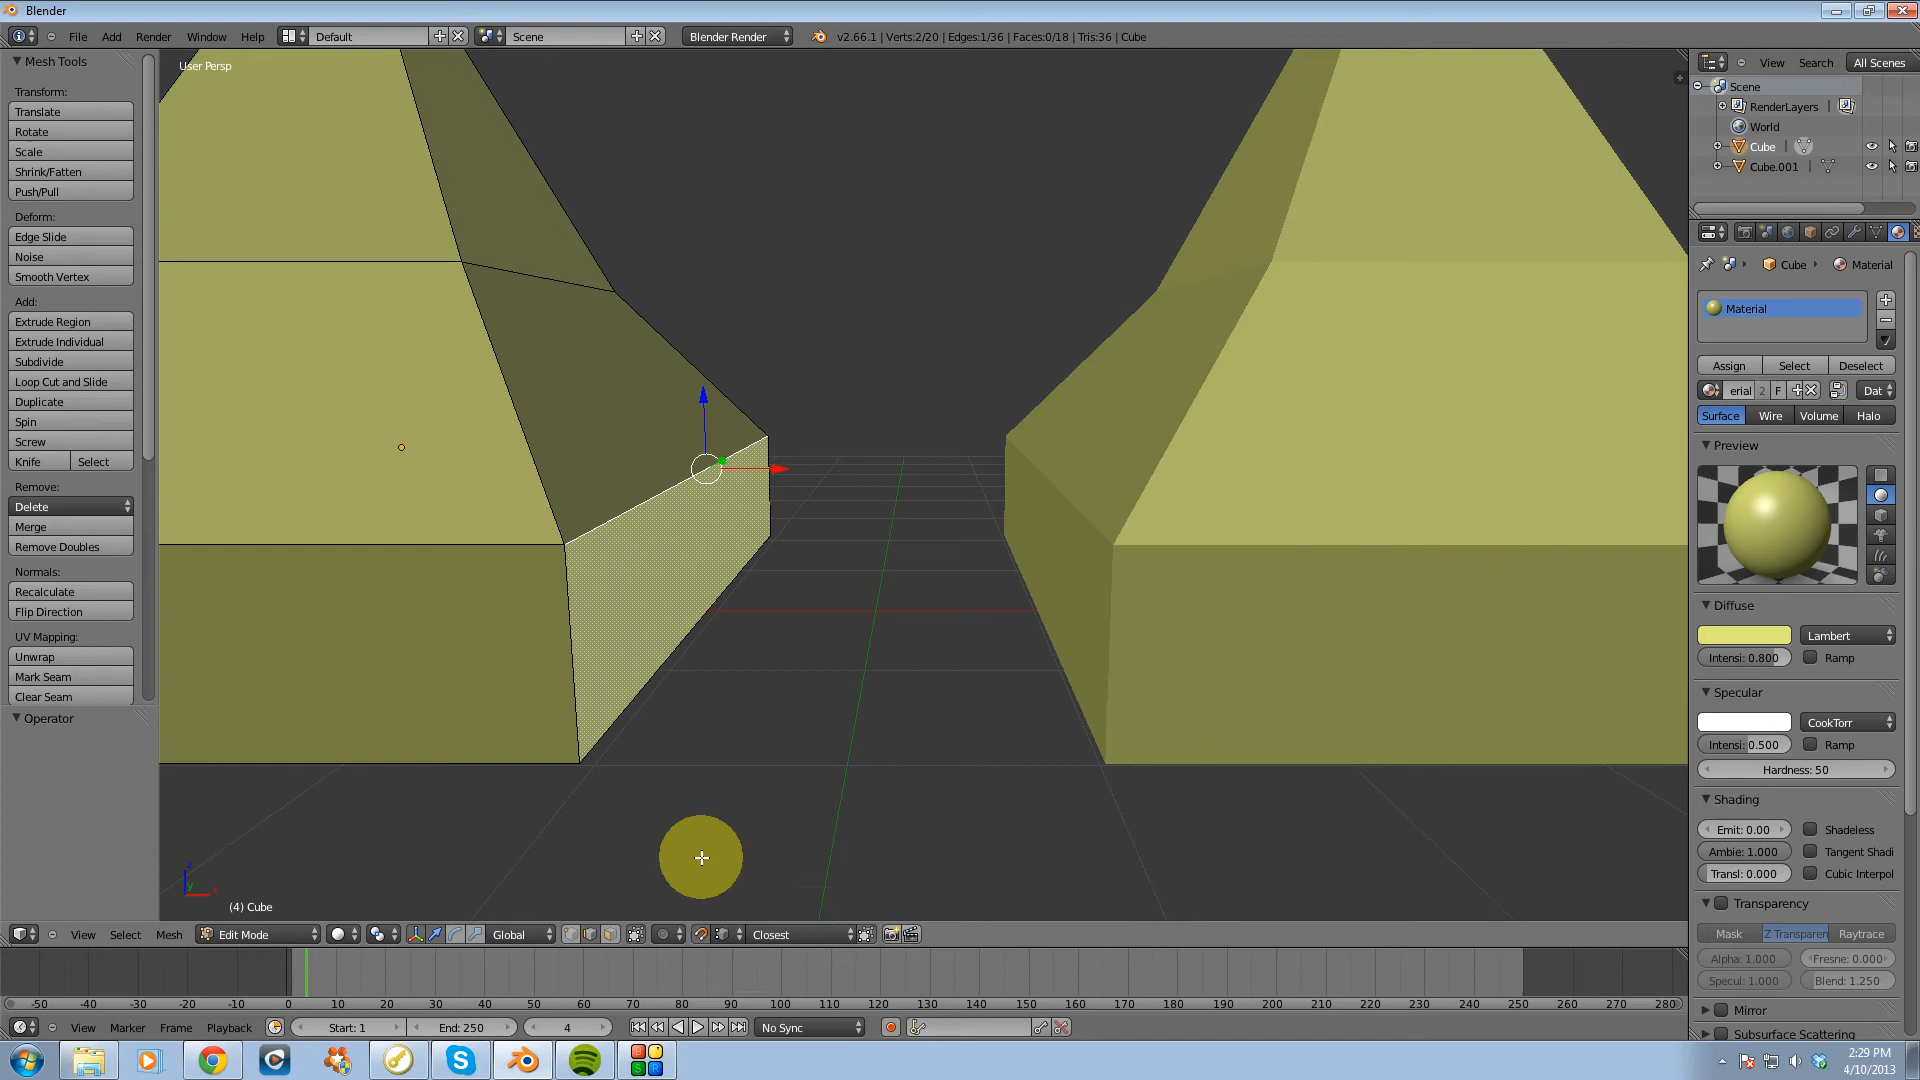 Blender
File Add Render Window Help Default Scene Blender Render v2.66.1 | Verts:2/20 | Edges:1/36 | Faces:0/18 | Tris:36 | Cube
Mesh Tools
Transform:
Translate
Rotate
Scale
Shrink/Fatten
Push/Pull
Deform:
Edge Slide
Noise
Smooth Vertex
Add:
Extrude Region
Extrude Individual
Subdivide
Loop Cut and Slide
Duplicate
Spin
Screw
Knife Select
Remove:
Delete
Merge
Remove Doubles
Normals:
Recalculate
Flip Direction
UV Mapping:
Unwrap
Mark Seam
Clear Seam
Operator
User Persp
(4) Cube
View Search All Scenes
Scene
RenderLayers
World
Cube
Cube.001
Cube Material
Material
Assign Select Deselect
erial 2 F Dat
Surface Wire Volume Halo
Preview
Diffuse
Lambert
Intensi: 0.800 Ramp
Specular
CookTorr
Intensi: 0.500 Ramp
Hardness: 50
Shading
Emit: 0.00 Shadeless
Ambie: 1.000 Tangent Shadi
Transl: 0.000 Cubic Interpol
Transparency
Mask Z Transparen Raytrace
Alpha: 1.000 Fresne: 0.000
Specul: 1.000 Blend: 1.250
Mirror
Subsurface Scattering
View Select Mesh Edit Mode Global Closest
-50 -40 -30 -20 -10 0 10 20 30 40 50 60 70 80 90 100 110 120 130 140 150 160 170 180 190 200 210 220 230 240 250 260 270 280
View Marker Frame Playback Start: 1 End: 250 4 No Sync
2:29 PM
4/10/2013